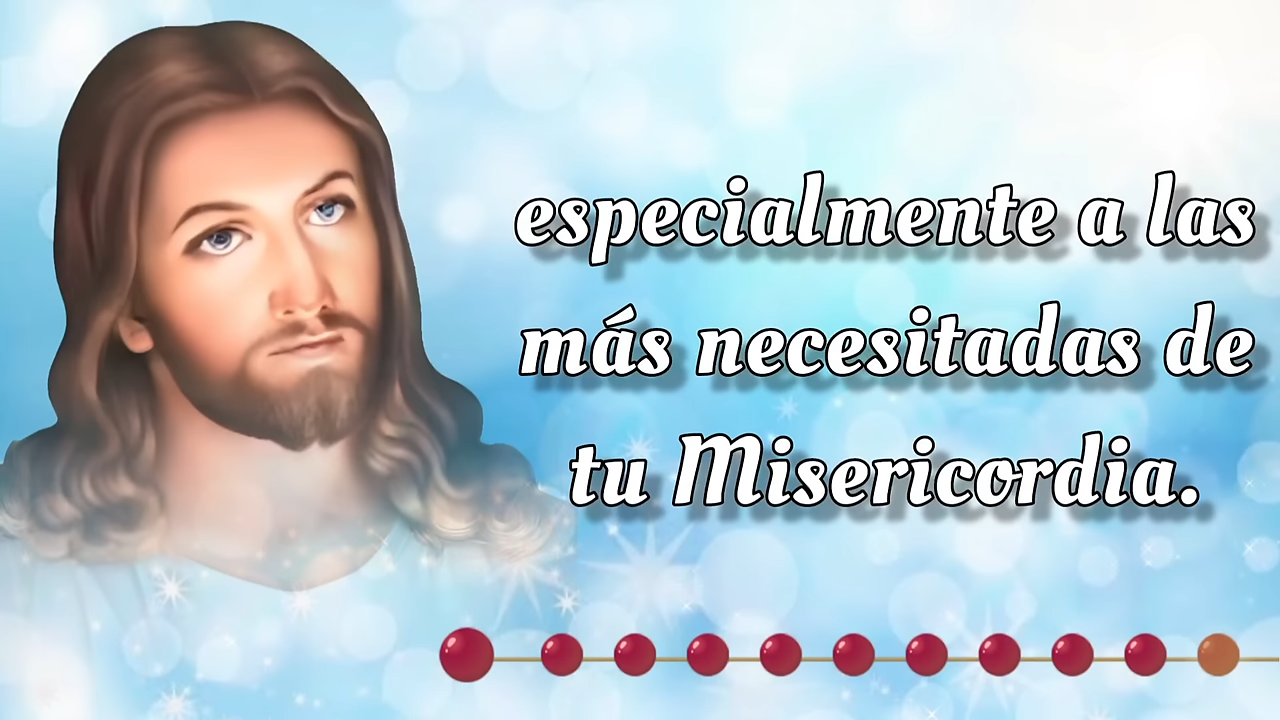 especialmente a las
más necesitadas de
tu Misericordia.